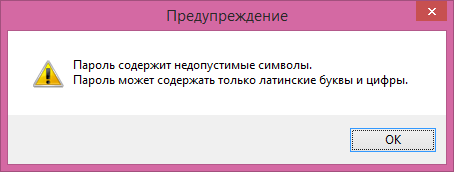 Предупреждение
Пароль содержит недопустимые символы.
Пароль может содержать только латинские буквы и цифры.
OK